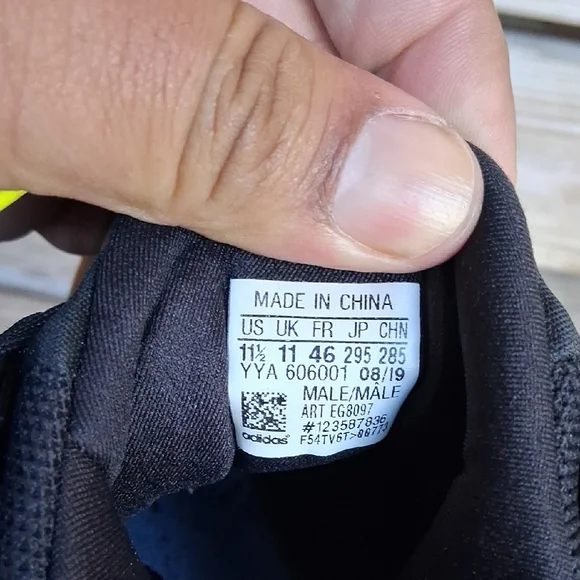 MADE IN CHINA
US UK FR JP CHN
11½ 11 46 295 285
YYA 606001 08/19
MALE/MÂLE
ART EG8097
#123587836
adidas